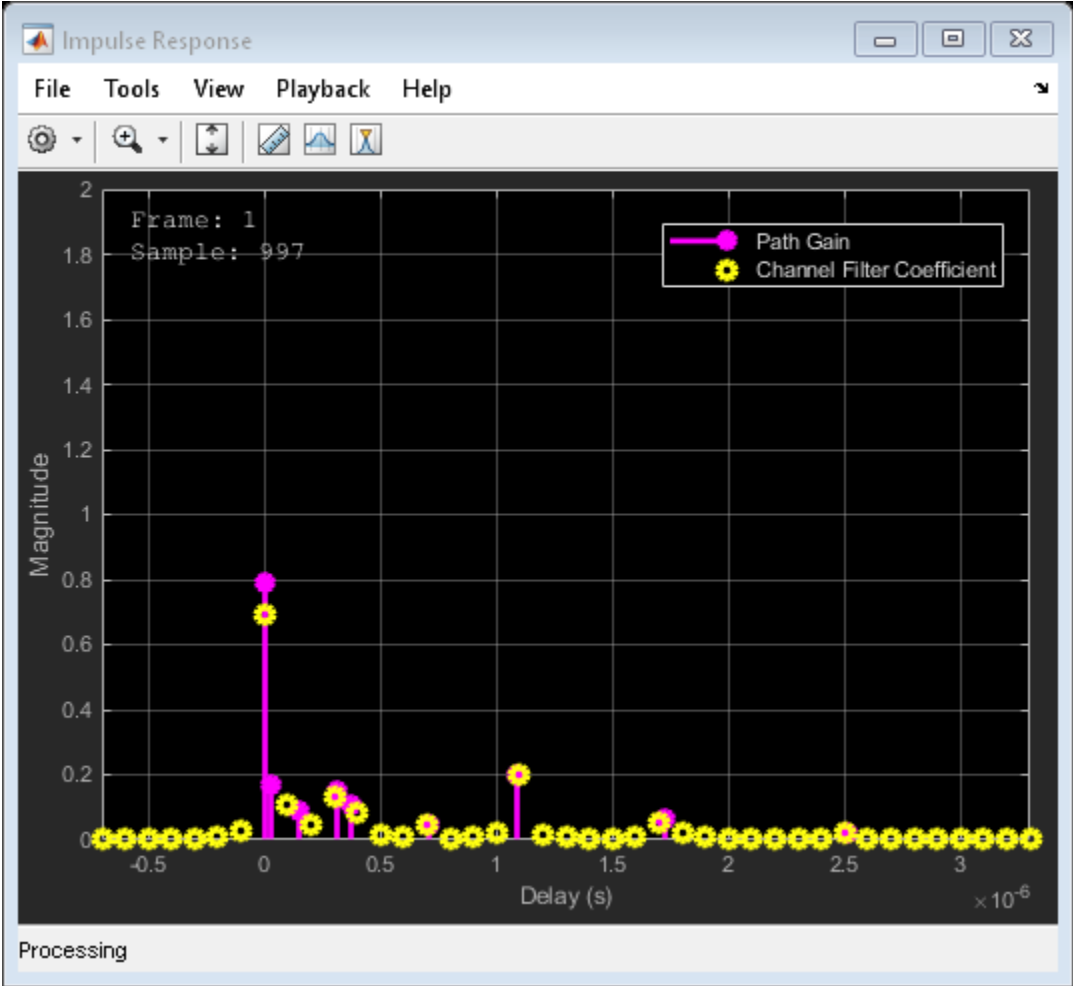 Impulse Response
File Tools View Playback Help
Frame: 1
Sample: 997
Path Gain
Channel Filter Coefficient
2
1.8
1.6
1.4
1.2
1
0.8
0.6
0.4
0.2
0
Magnitude
-0.5 0 0.5 1 1.5 2 2.5 3
Delay (s)
×10⁻⁶
Processing